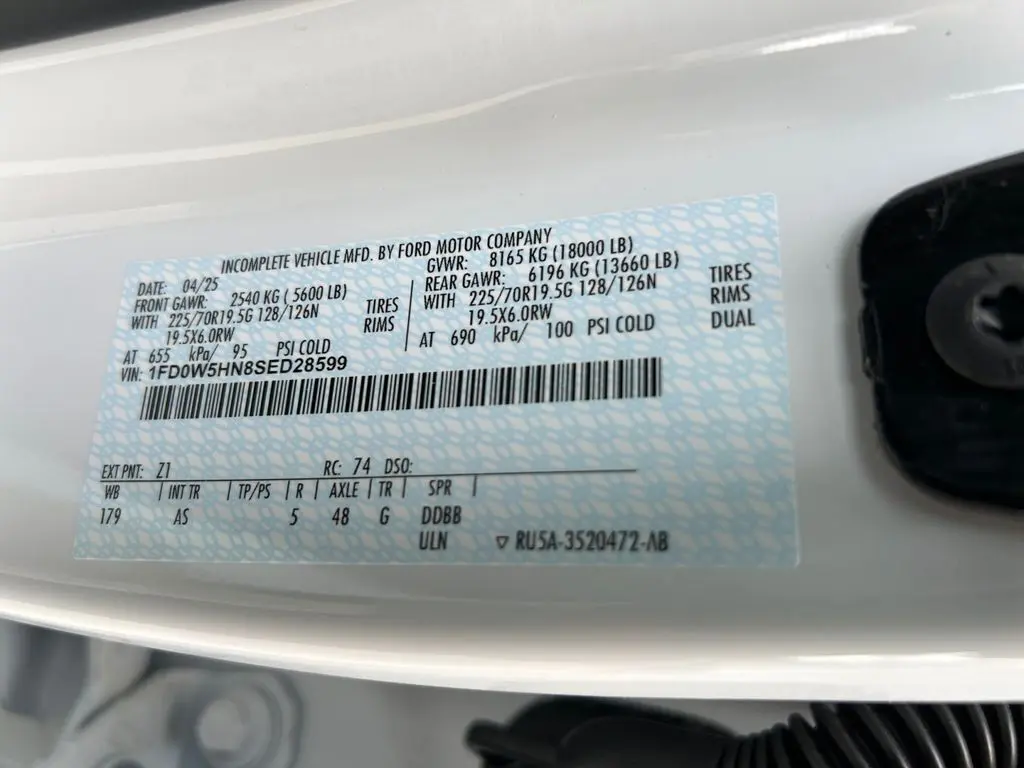 INCOMPLETE VEHICLE MFD. BY FORD MOTOR COMPANY
DATE: 04/25 GVWR: 8165 KG (18000 LB)
FRONT GAWR: 2540 KG ( 5600 LB) REAR GAWR: 6196 KG (13660 LB)
WITH 225/70R19.5G 128/126N TIRES WITH 225/70R19.5G 128/126N TIRES
19.5X6.0RW RIMS 19.5X6.0RW RIMS
AT 655 kPa/ 95 PSI COLD AT 690 kPa/ 100 PSI COLD DUAL
VIN: 1FD0W5HN8SED28599
EXT PNT: Z1 RC: 74 DSO:
WB INT TR TP/PS R AXLE TR SPR
179 AS 5 48 G DDBB
ULN ▽ RU5A-3520472-AB